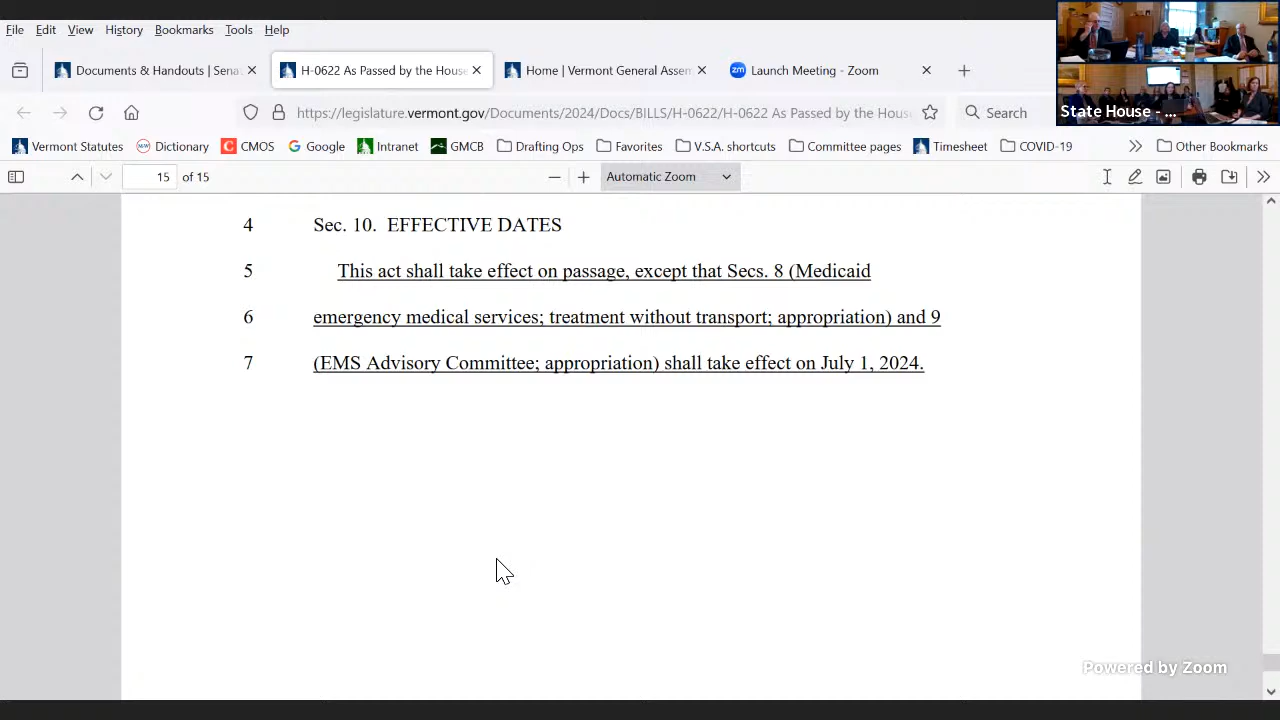 File Edit View History Bookmarks Tools Help
Documents & Handouts | Sena
H-0622 As Passed by the Hou
Home | Vermont General Assem
zm Launch Meeting - Zoom
State House - ...
https://legislature.vermont.gov/Documents/2024/Docs/BILLS/H-0622/H-0622 As Passed by the Hous
Search
Vermont Statutes Dictionary CMOS Google Intranet GMCB Drafting Ops Favorites V.S.A. shortcuts Committee pages Timesheet COVID-19 Other Bookmarks
15 of 15 Automatic Zoom
4 Sec. 10. EFFECTIVE DATES
5 This act shall take effect on passage, except that Secs. 8 (Medicaid
6 emergency medical services; treatment without transport; appropriation) and 9
7 (EMS Advisory Committee; appropriation) shall take effect on July 1, 2024.
Powered by Zoom